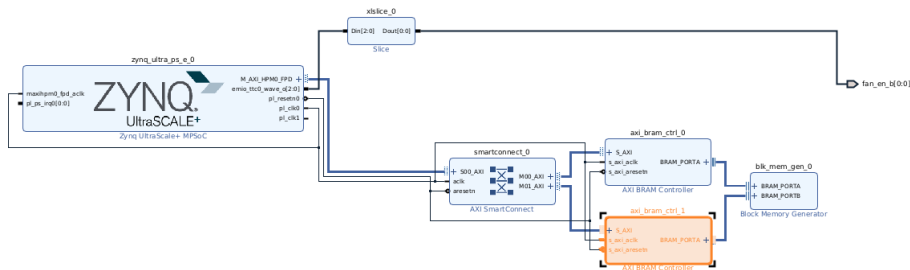 xlslice_0
Din[2:0]
Dout[0:0]
Slice
zynq_ultra_ps_e_0
M_AXI_HPM0_FPD
emio_ttc0_wave_o[2:0]
maxihpm0_fpd_aclk
pl_resetn0
pl_ps_irq0[0:0]
pl_clk0
pl_clk1
ZYNQ
UltraSCALE+
Zynq UltraScale+ MPSoC
fan_en_b[0:0]
smartconnect_0
S00_AXI
M00_AXI
aclk
M01_AXI
aresetn
AXI SmartConnect
axi_bram_ctrl_0
S_AXI
s_axi_aclk
BRAM_PORTA
s_axi_aresetn
AXI BRAM Controller
blk_mem_gen_0
BRAM_PORTA
BRAM_PORTB
Block Memory Generator
axi_bram_ctrl_1
S_AXI
s_axi_aclk
BRAM_PORTA
s_axi_aresetn
AXI BRAM Controller